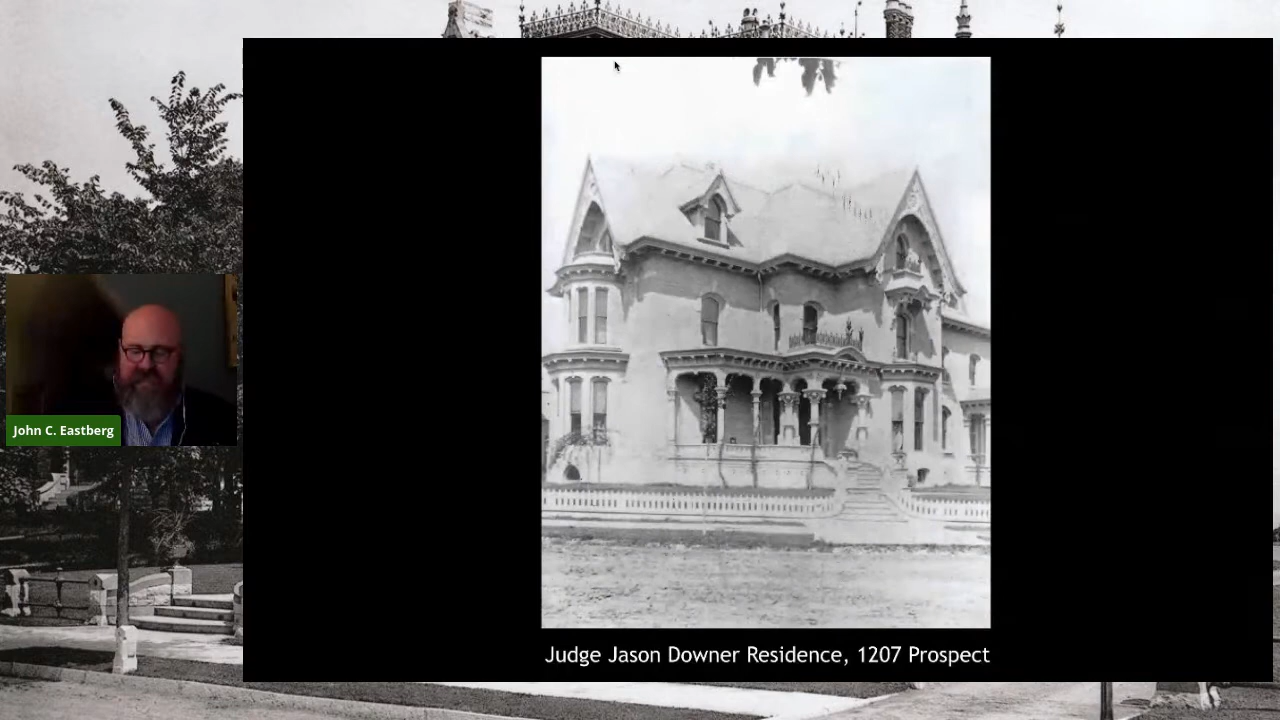 John C. Eastberg
Judge Jason Downer Residence, 1207 Prospect